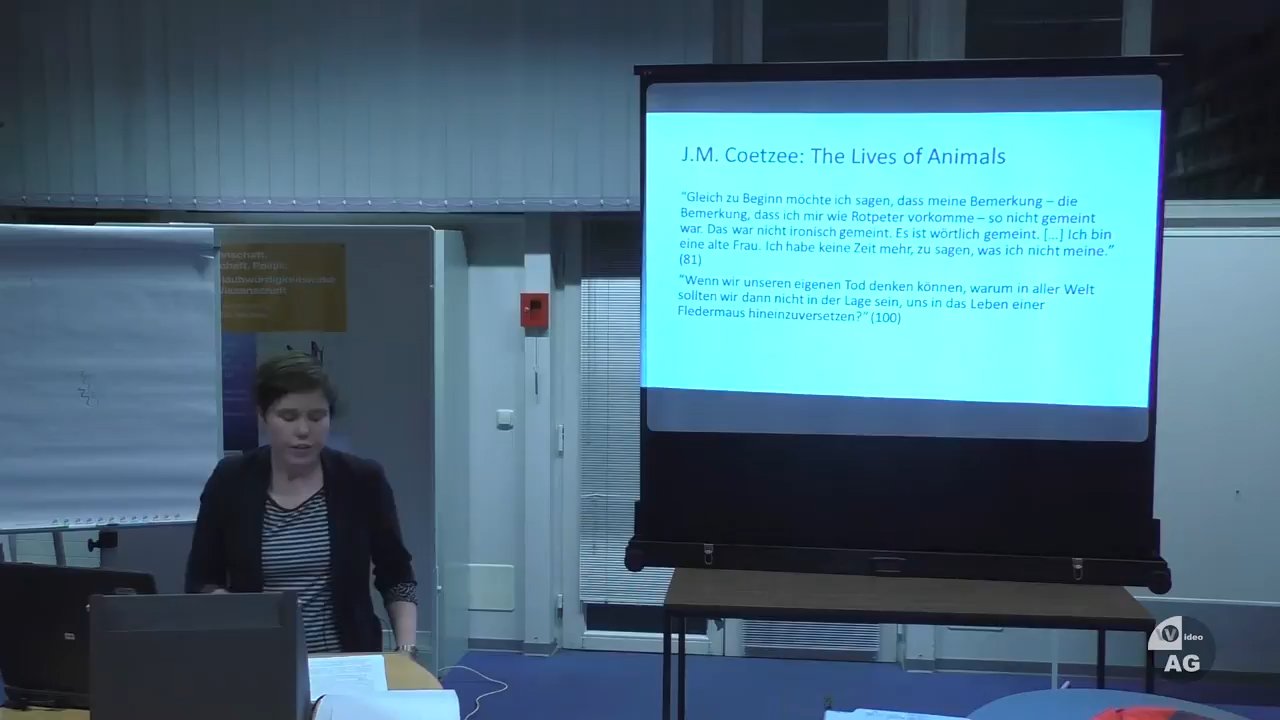 J.M. Coetzee: The Lives of Animals
"Gleich zu Beginn möchte ich sagen, dass meine Bemerkung – die
Bemerkung, dass ich mir wie Rotpeter vorkomme – so nicht gemeint
war. Das war nicht ironisch gemeint. Es ist wörtlich gemeint. [...] Ich bin
eine alte Frau. Ich habe keine Zeit mehr, zu sagen, was ich nicht meine."
(81)
"Wenn wir unseren eigenen Tod denken können, warum in aller Welt
sollten wir dann nicht in der Lage sein, uns in das Leben einer
Fledermaus hineinzuversetzen?" (100)
Video
AG